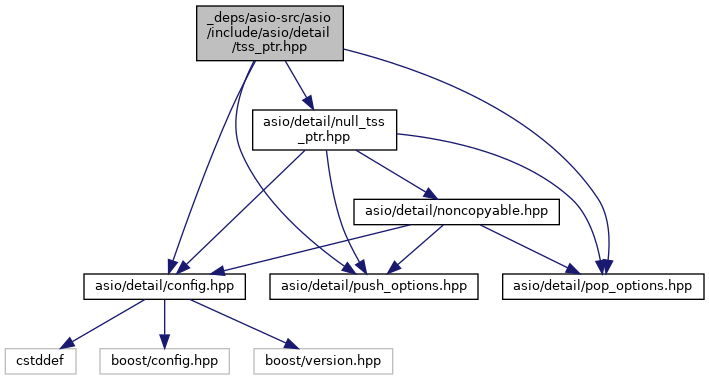 _deps/asio-src/asio
/include/asio/detail
/tss_ptr.hpp
asio/detail/null_tss
_ptr.hpp
asio/detail/noncopyable.hpp
asio/detail/config.hpp
asio/detail/push_options.hpp
asio/detail/pop_options.hpp
cstddef
boost/config.hpp
boost/version.hpp